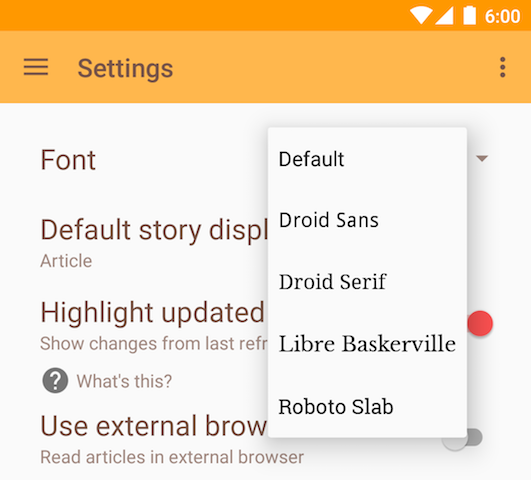 6:00
Settings
Font
Default
Droid Sans
Default story displ
Article
Droid Serif
Highlight updated
Show changes from last refr
Libre Baskerville
What's this?
Roboto Slab
Use external brow
Read articles in external browser